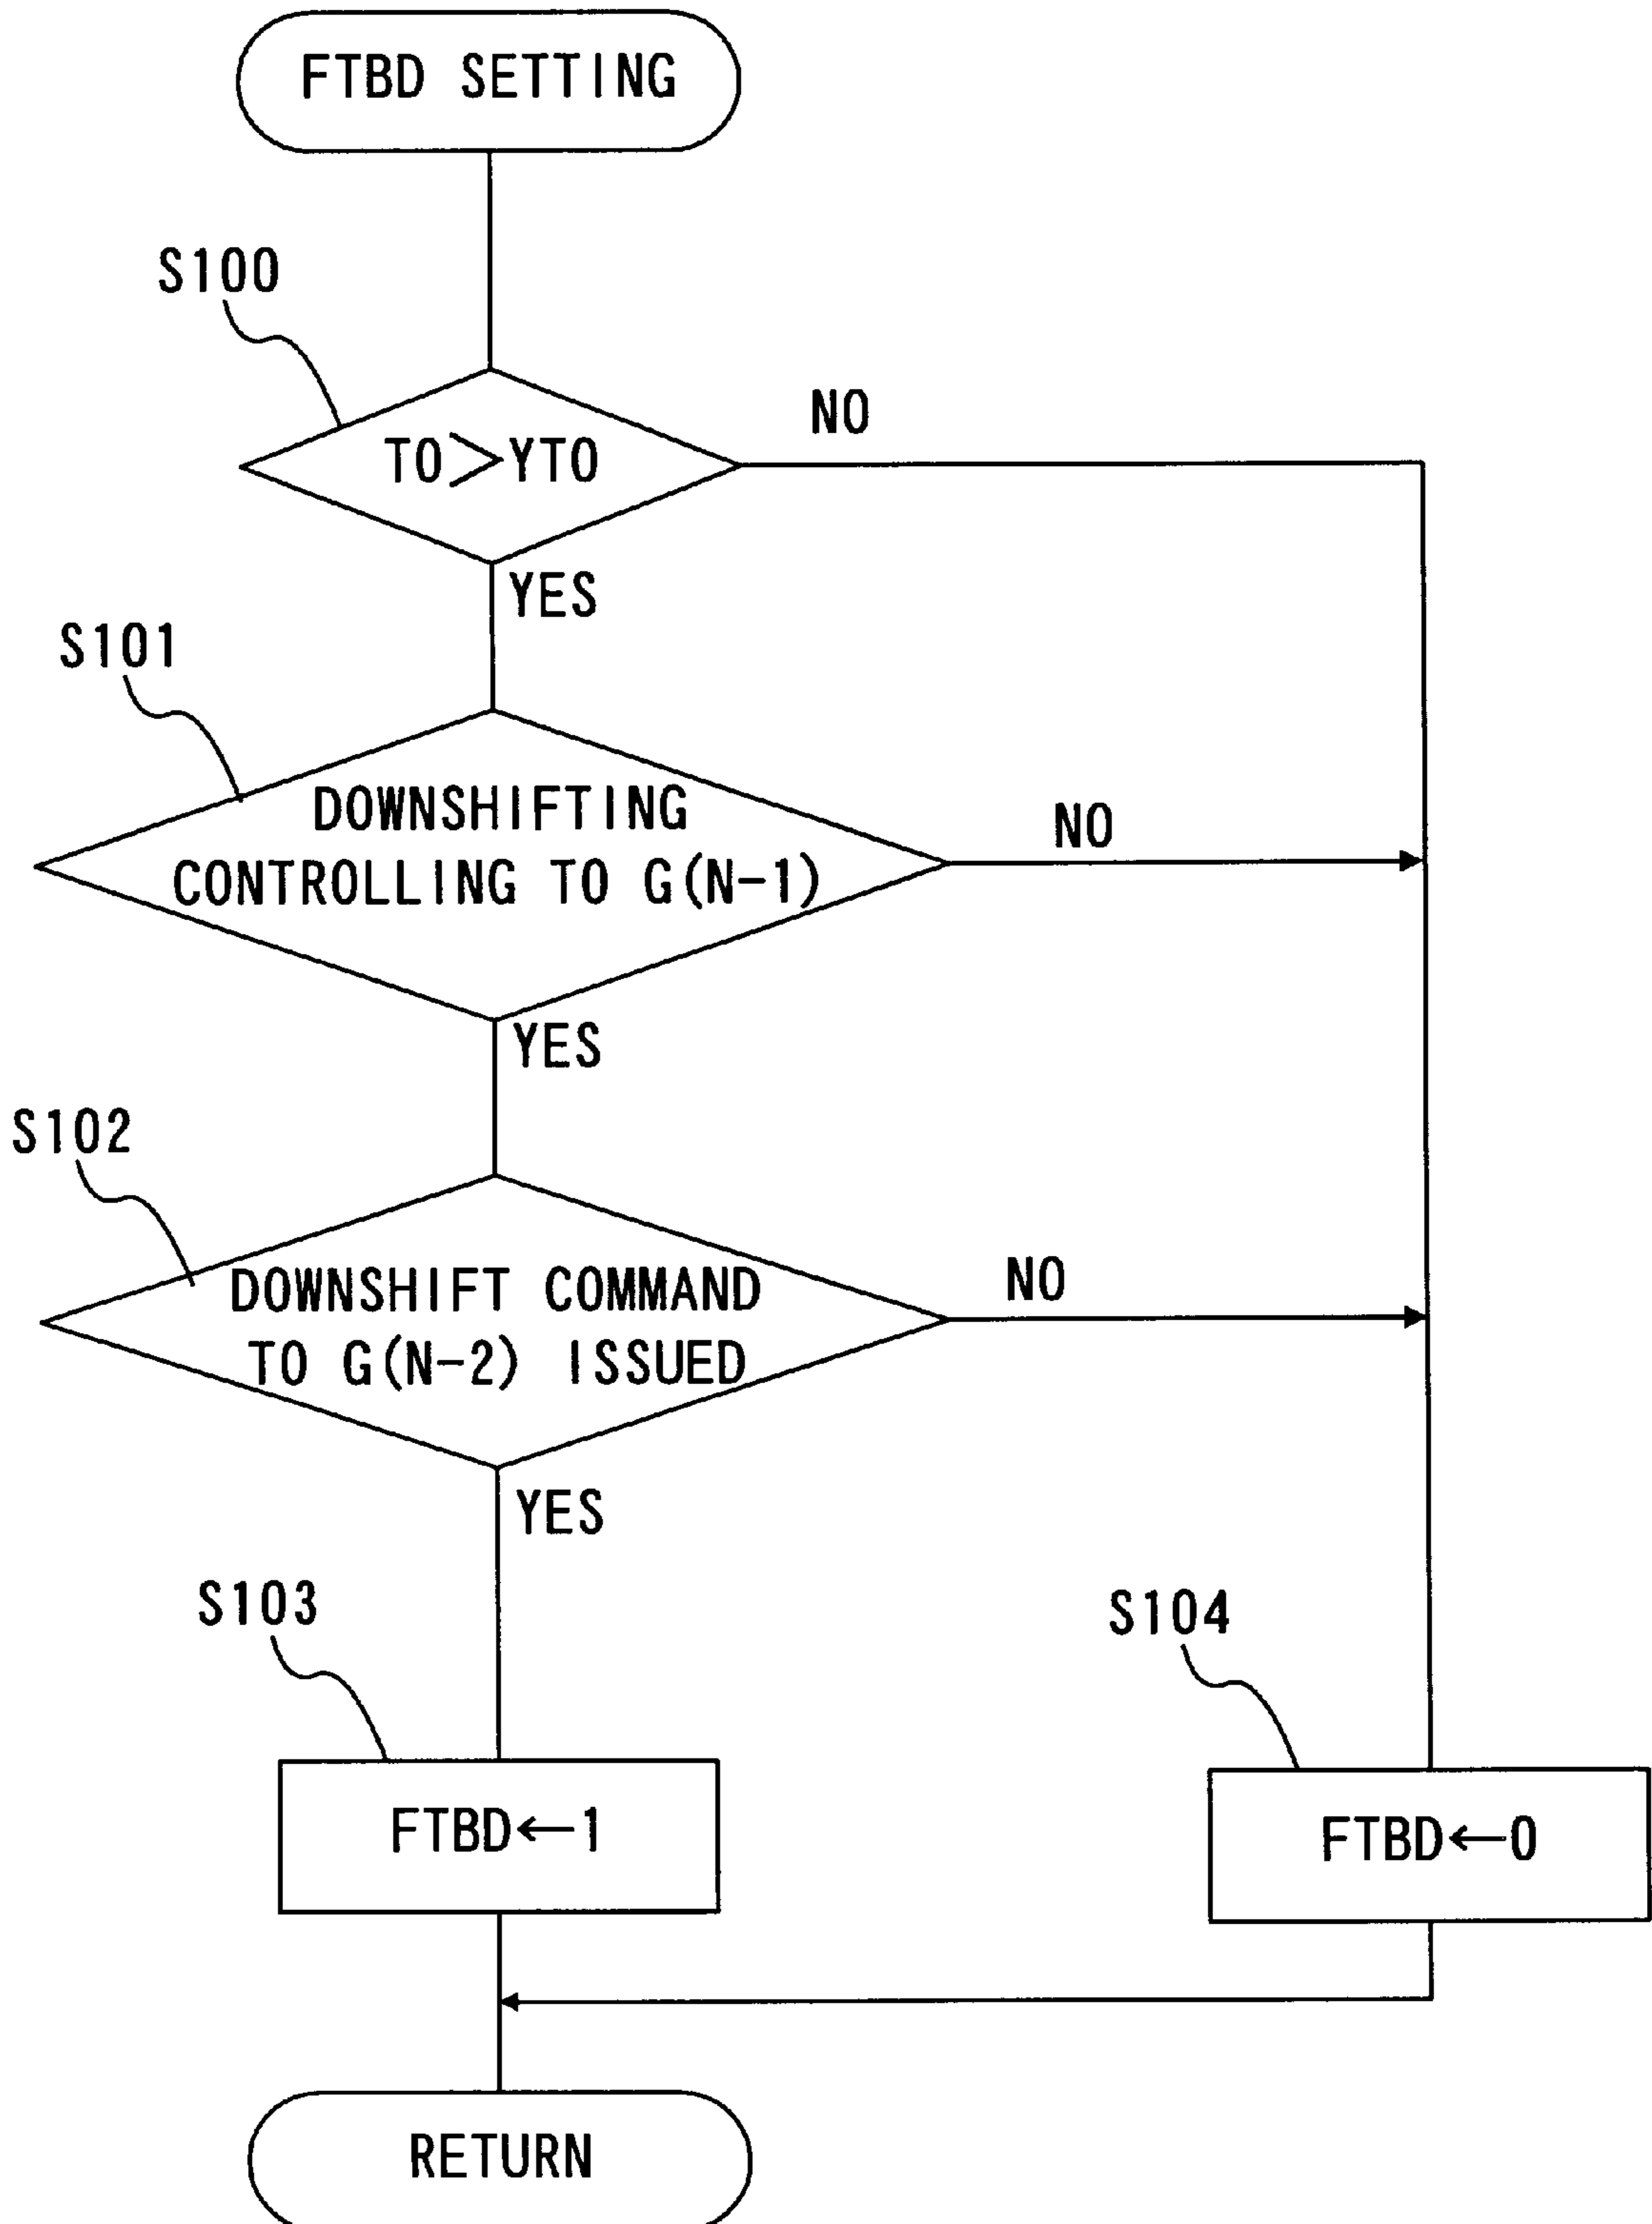 FTBD SETTING
S100
TO>YTO
NO
YES
S101
DOWNSHIFTING
CONTROLLING TO G(N-1)
NO
YES
S102
DOWNSHIFT COMMAND
TO G(N-2) ISSUED
NO
YES
S103
S104
FTBD←1
FTBD←0
RETURN